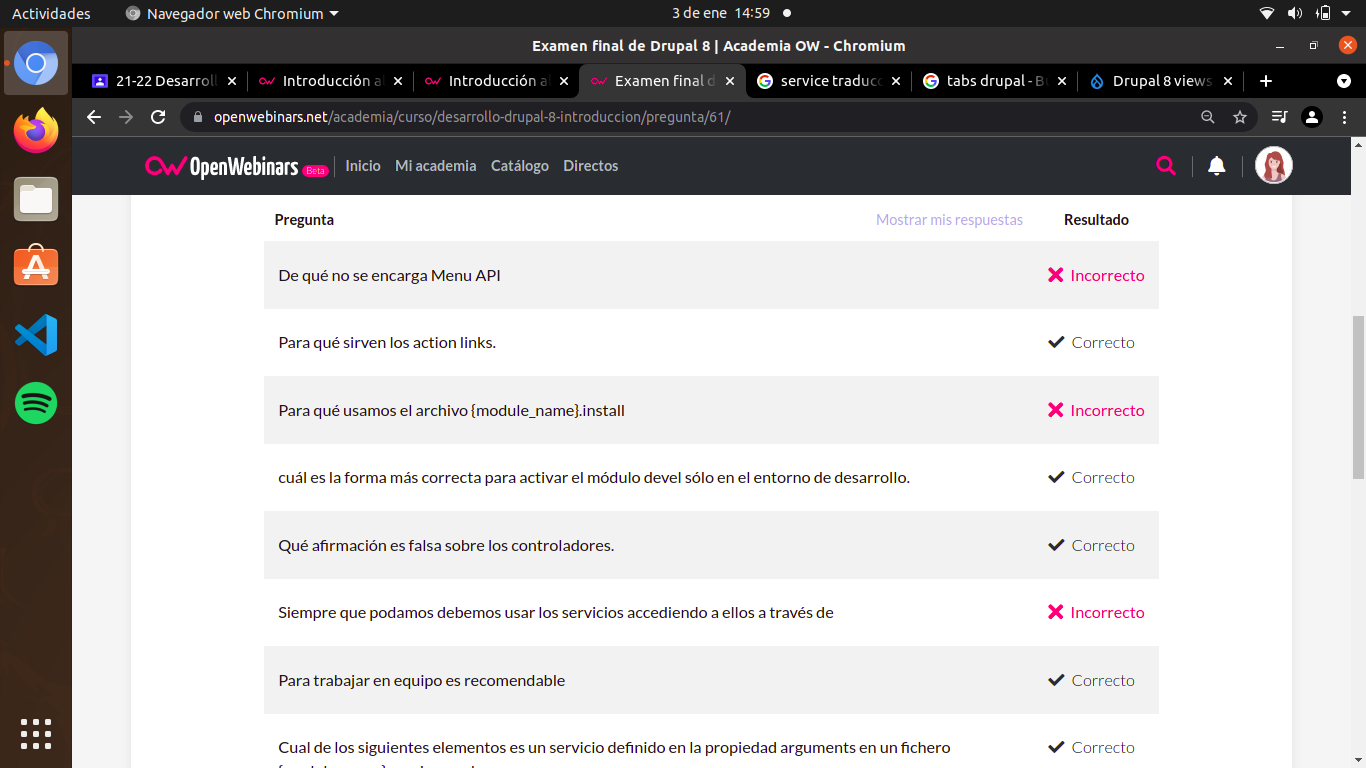 Actividades Navegador web Chromium 3 de ene 14:59
Examen final de Drupal 8 | Academia OW - Chromium
21-22 Desarroll Introducción a Introducción a Examen final d service traducc tabs drupal - B Drupal 8 views
openwebinars.net/academia/curso/desarrollo-drupal-8-introduccion/pregunta/61/
OpenWebinars Beta Inicio Mi academia Catálogo Directos
Pregunta Mostrar mis respuestas Resultado
De qué no se encarga Menu API Incorrecto
Para qué sirven los action links. Correcto
Para qué usamos el archivo {module_name}.install Incorrecto
cuál es la forma más correcta para activar el módulo devel sólo en el entorno de desarrollo. Correcto
Qué afirmación es falsa sobre los controladores. Correcto
Siempre que podamos debemos usar los servicios accediendo a ellos a través de Incorrecto
Para trabajar en equipo es recomendable Correcto
Cual de los siguientes elementos es un servicio definido en la propiedad arguments en un fichero Correcto